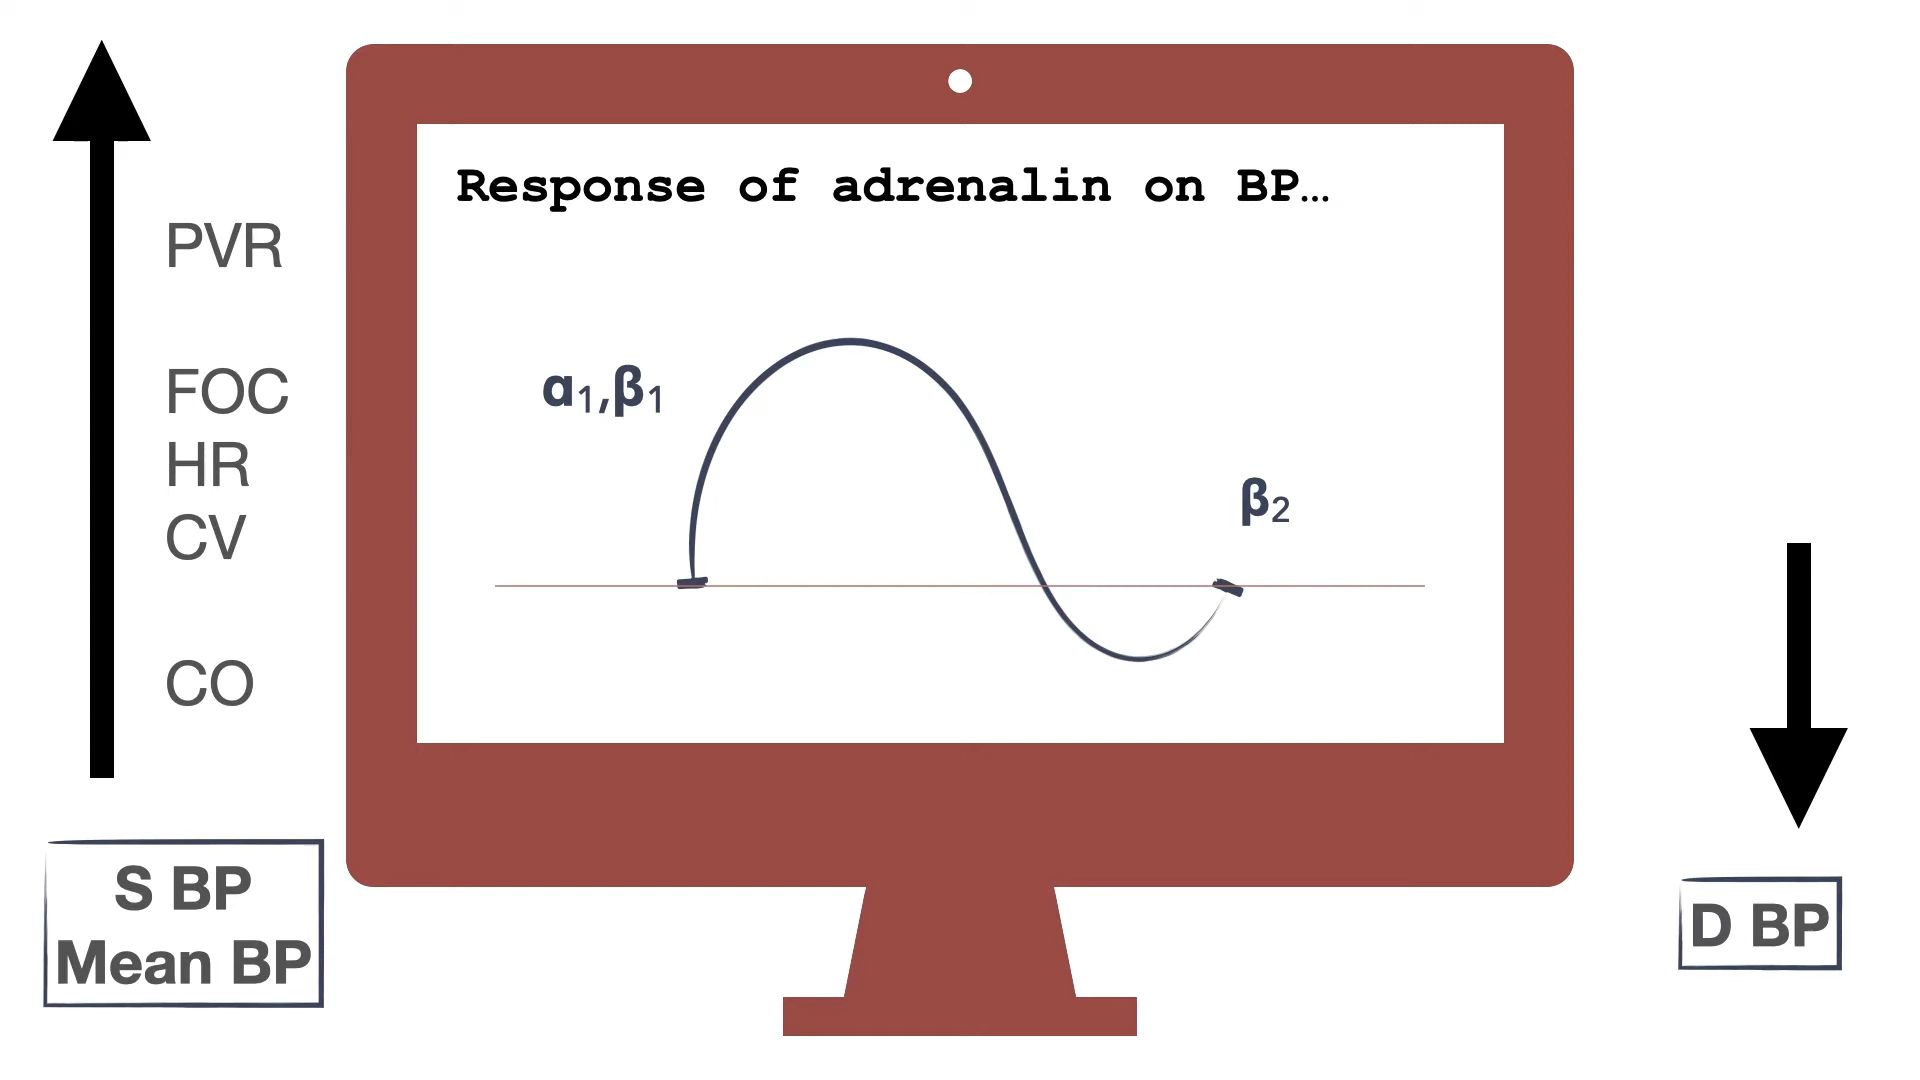 Response of adrenalin on BP...
PVR
FOC
HR
CV
CO
α₁,β₁
β₂
S BP
Mean BP
D BP